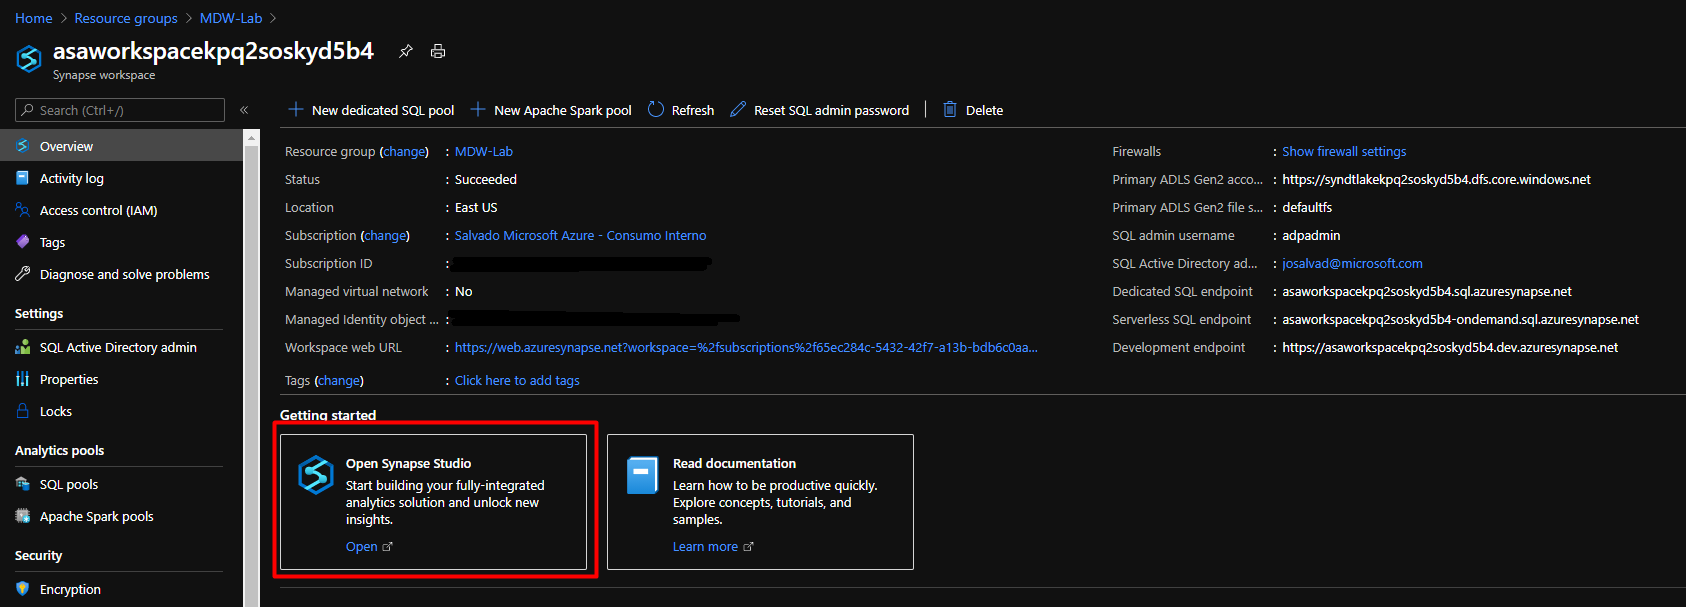 Home > Resource groups > MDW-Lab >
asaworkspacekpq2soskyd5b4
Synapse workspace
Search (Ctrl+/)
«
New dedicated SQL pool
New Apache Spark pool
Refresh
Reset SQL admin password
Delete
Overview
Activity log
Access control (IAM)
Tags
Diagnose and solve problems
Settings
SQL Active Directory admin
Properties
Locks
Analytics pools
SQL pools
Apache Spark pools
Security
Encryption
Resource group (change) : MDW-Lab
Status : Succeeded
Location : East US
Subscription (change) : Salvado Microsoft Azure - Consumo Interno
Subscription ID :
Managed virtual network : No
Managed Identity object ... :
Workspace web URL : https://web.azuresynapse.net?workspace=%2fsubscriptions%2f65ec284c-5432-42f7-a13b-bdb6c0aa...
Tags (change) : Click here to add tags
Firewalls : Show firewall settings
Primary ADLS Gen2 acco... : https://syndtlakekpq2soskyd5b4.dfs.core.windows.net
Primary ADLS Gen2 file s... : defaultfs
SQL admin username : adpadmin
SQL Active Directory ad... : josalvad@microsoft.com
Dedicated SQL endpoint : asaworkspacekpq2soskyd5b4.sql.azuresynapse.net
Serverless SQL endpoint : asaworkspacekpq2soskyd5b4-ondemand.sql.azuresynapse.net
Development endpoint : https://asaworkspacekpq2soskyd5b4.dev.azuresynapse.net
Getting started
Open Synapse Studio
Start building your fully-integrated
analytics solution and unlock new
insights.
Open
Read documentation
Learn how to be productive quickly.
Explore concepts, tutorials, and
samples.
Learn more